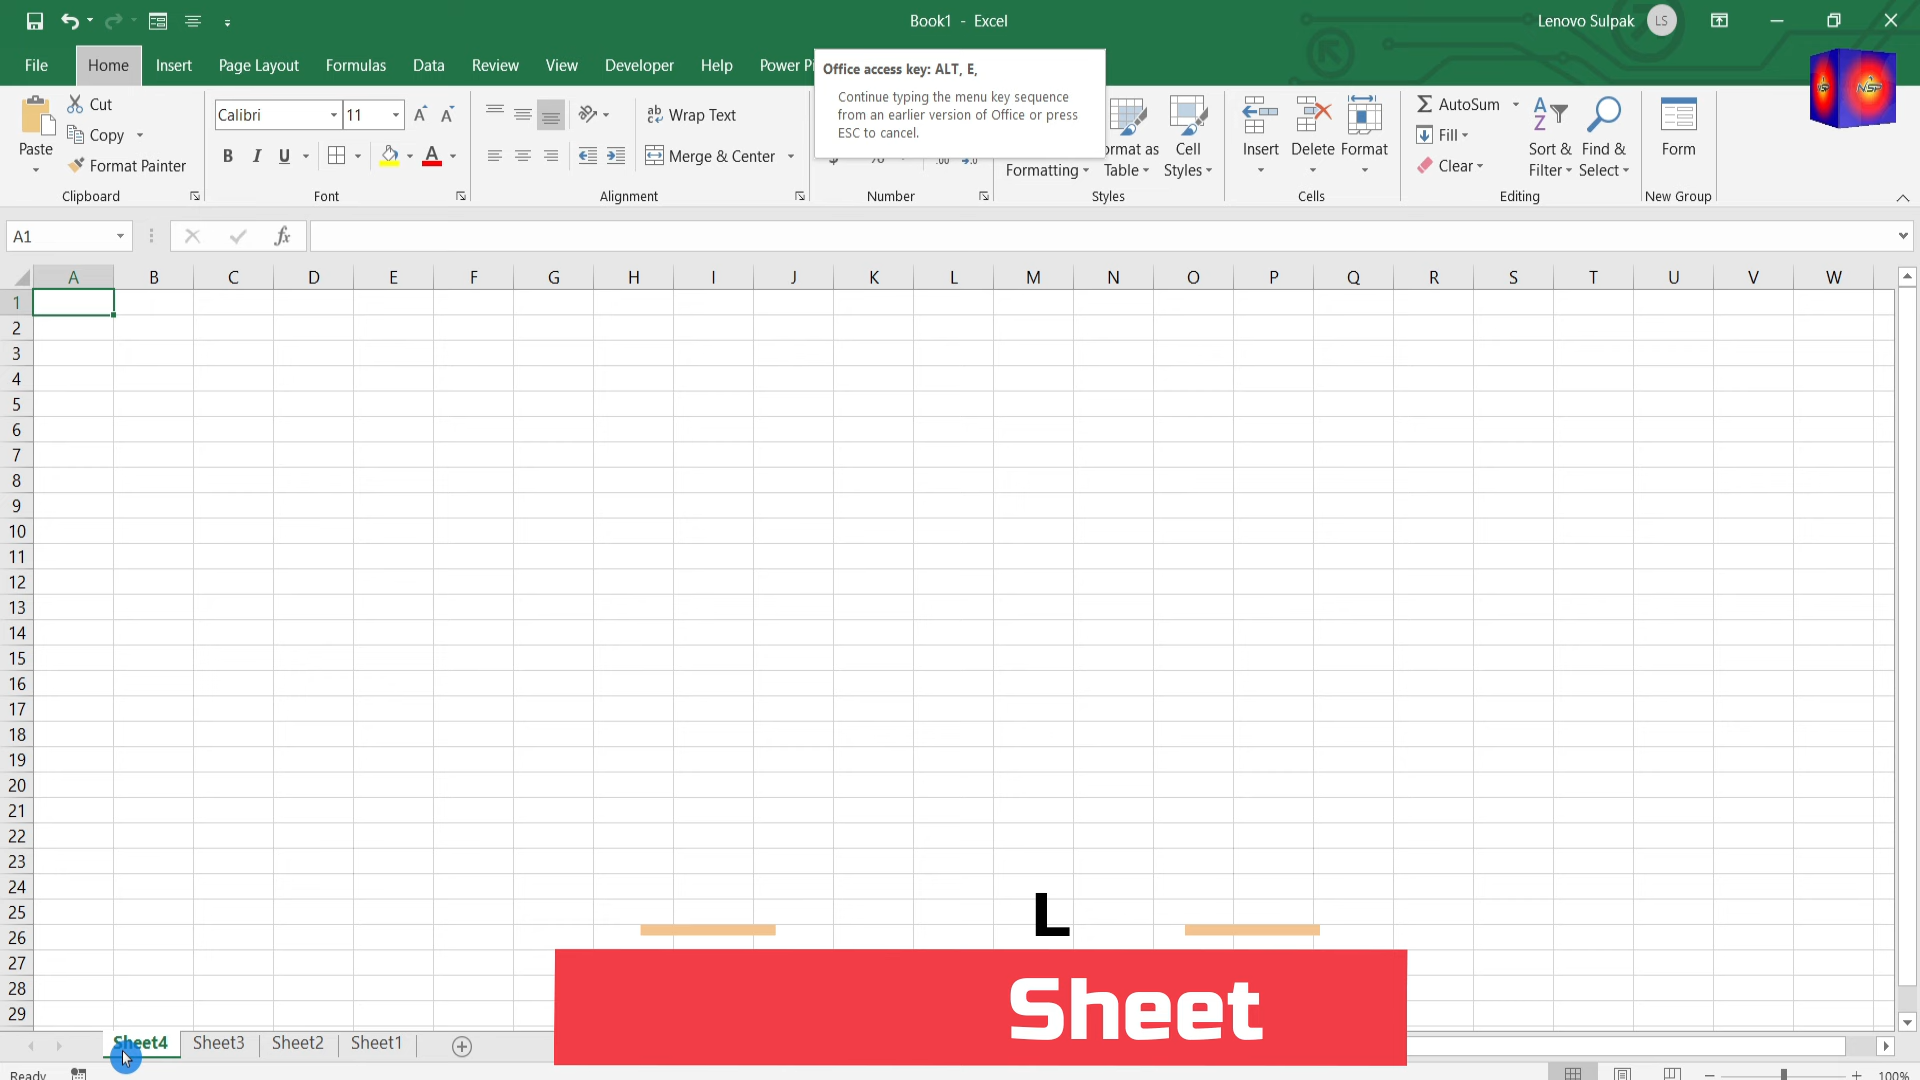 Book1 - Excel
Lenovo Sulpak LS
File Home Insert Page Layout Formulas Data Review View Developer Help Power Pi
Office access key: ALT, E,
Continue typing the menu key sequence
from an earlier version of Office or press
ESC to cancel.
Paste
Cut
Copy
Format Painter
Clipboard
Calibri 11
B I U A
Font
Wrap Text
Merge & Center
Alignment
Number
Formatting
ormat as
Table
Cell
Styles
Styles
Insert Delete Format
Cells
AutoSum
Fill
Clear
Sort &
Filter
Find &
Select
Editing
Form
New Group
NSP
A1
fx
A B C D E F G H I J K L M N O P Q R S T U V W
1
2
3
4
5
6
7
8
9
10
11
12
13
14
15
16
17
18
19
20
21
22
23
24
25
26
27
28
29
L
Sheet
Sheet4 Sheet3 Sheet2 Sheet1
Ready
100%